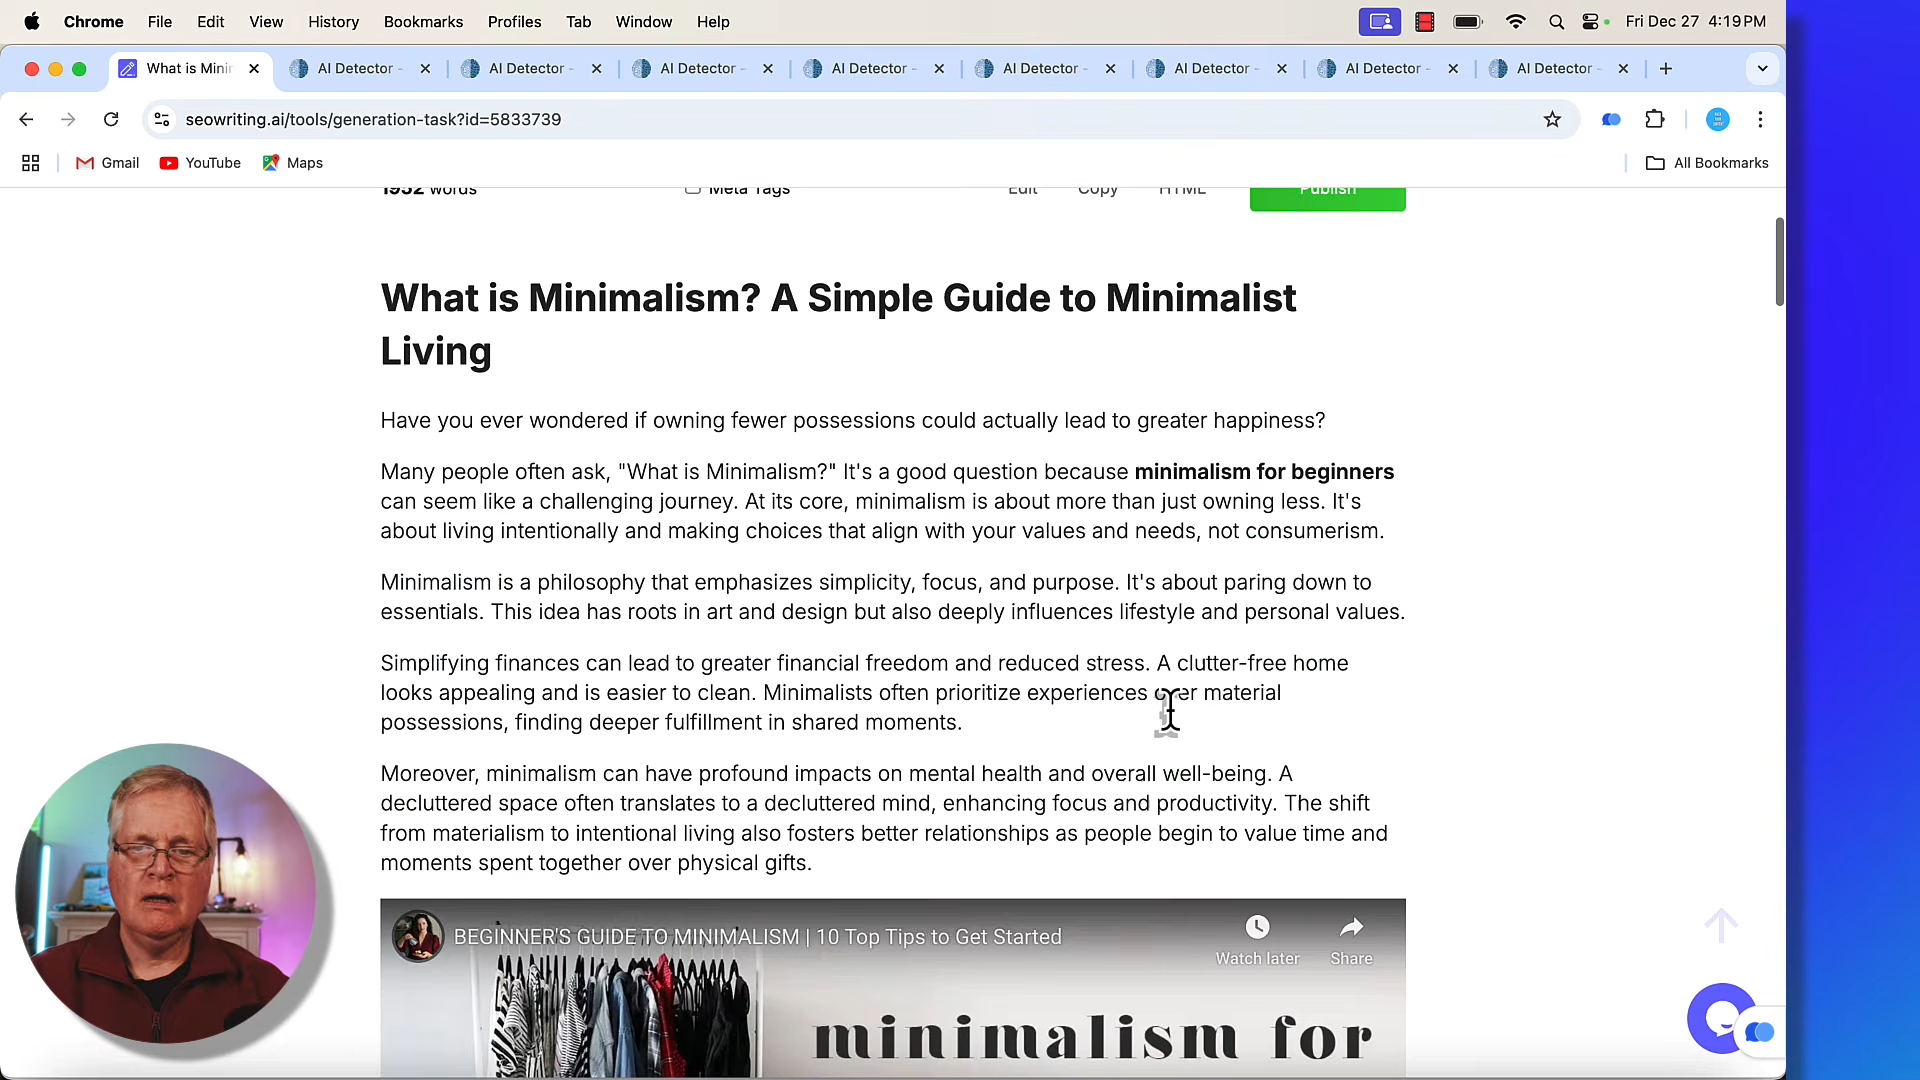 Chrome File Edit View History Bookmarks Profiles Tab Window Help Fri Dec 27 4:19 PM
What is Minin AI Detector - AI Detector - AI Detector - AI Detector - AI Detector - AI Detector - AI Detector - AI Detector -
seowriting.ai/tools/generation-task?id=5833739
Gmail YouTube Maps All Bookmarks
1932 words Meta Tags Edit Copy HTML Publish
What is Minimalism? A Simple Guide to Minimalist
Living
Have you ever wondered if owning fewer possessions could actually lead to greater happiness?
Many people often ask, "What is Minimalism?" It's a good question because minimalism for beginners
can seem like a challenging journey. At its core, minimalism is about more than just owning less. It's
about living intentionally and making choices that align with your values and needs, not consumerism.
Minimalism is a philosophy that emphasizes simplicity, focus, and purpose. It's about paring down to
essentials. This idea has roots in art and design but also deeply influences lifestyle and personal values.
Simplifying finances can lead to greater financial freedom and reduced stress. A clutter-free home
looks appealing and is easier to clean. Minimalists often prioritize experiences over material
possessions, finding deeper fulfillment in shared moments.
Moreover, minimalism can have profound impacts on mental health and overall well-being. A
decluttered space often translates to a decluttered mind, enhancing focus and productivity. The shift
from materialism to intentional living also fosters better relationships as people begin to value time and
moments spent together over physical gifts.
BEGINNER'S GUIDE TO MINIMALISM | 10 Top Tips to Get Started
Watch later Share
minimalism for